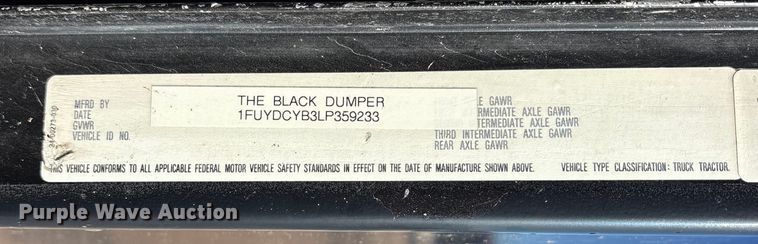 MFRD BY
DATE
GVWR
VEHICLE ID NO.
THE BLACK DUMPER
1FUYDCYB3LP359233
LE GAWR
RMEDIATE AXLE GAWR
TERMEDIATE AXLE GAWR
THIRD INTERMEDIATE AXLE GAWR
REAR AXLE GAWR
THIS VEHICLE CONFORMS TO ALL APPLICABLE FEDERAL MOTOR VEHICLE SAFETY STANDARDS IN EFFECT ON THE DATE OF MANUFACTURE SHOWN ABOVE. VEHICLE TYPE CLASSIFICATION: TRUCK TRACTOR.
Purple Wave Auction